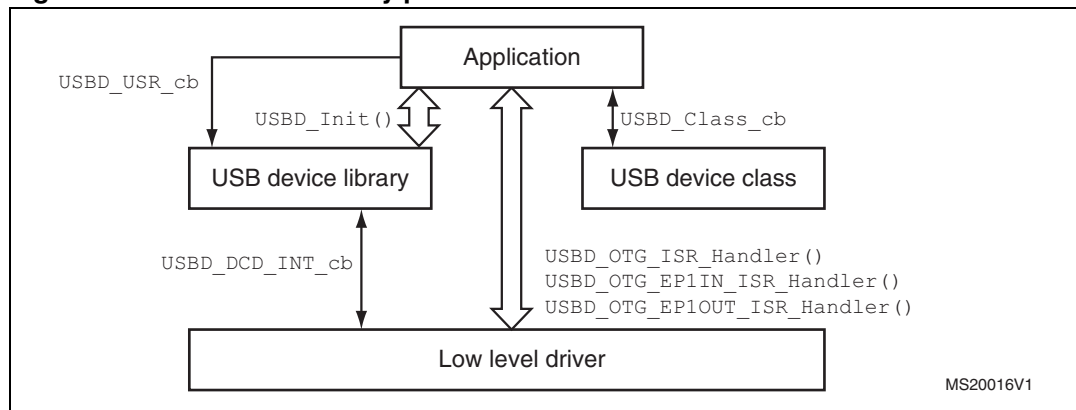 Application
USBD_USR_cb
USBD_Init()
USBD_Class_cb
USB device library
USB device class
USBD_DCD_INT_cb
USBD_OTG_ISR_Handler()
USBD_OTG_EP1IN_ISR_Handler()
USBD_OTG_EP1OUT_ISR_Handler()
Low level driver
MS20016V1